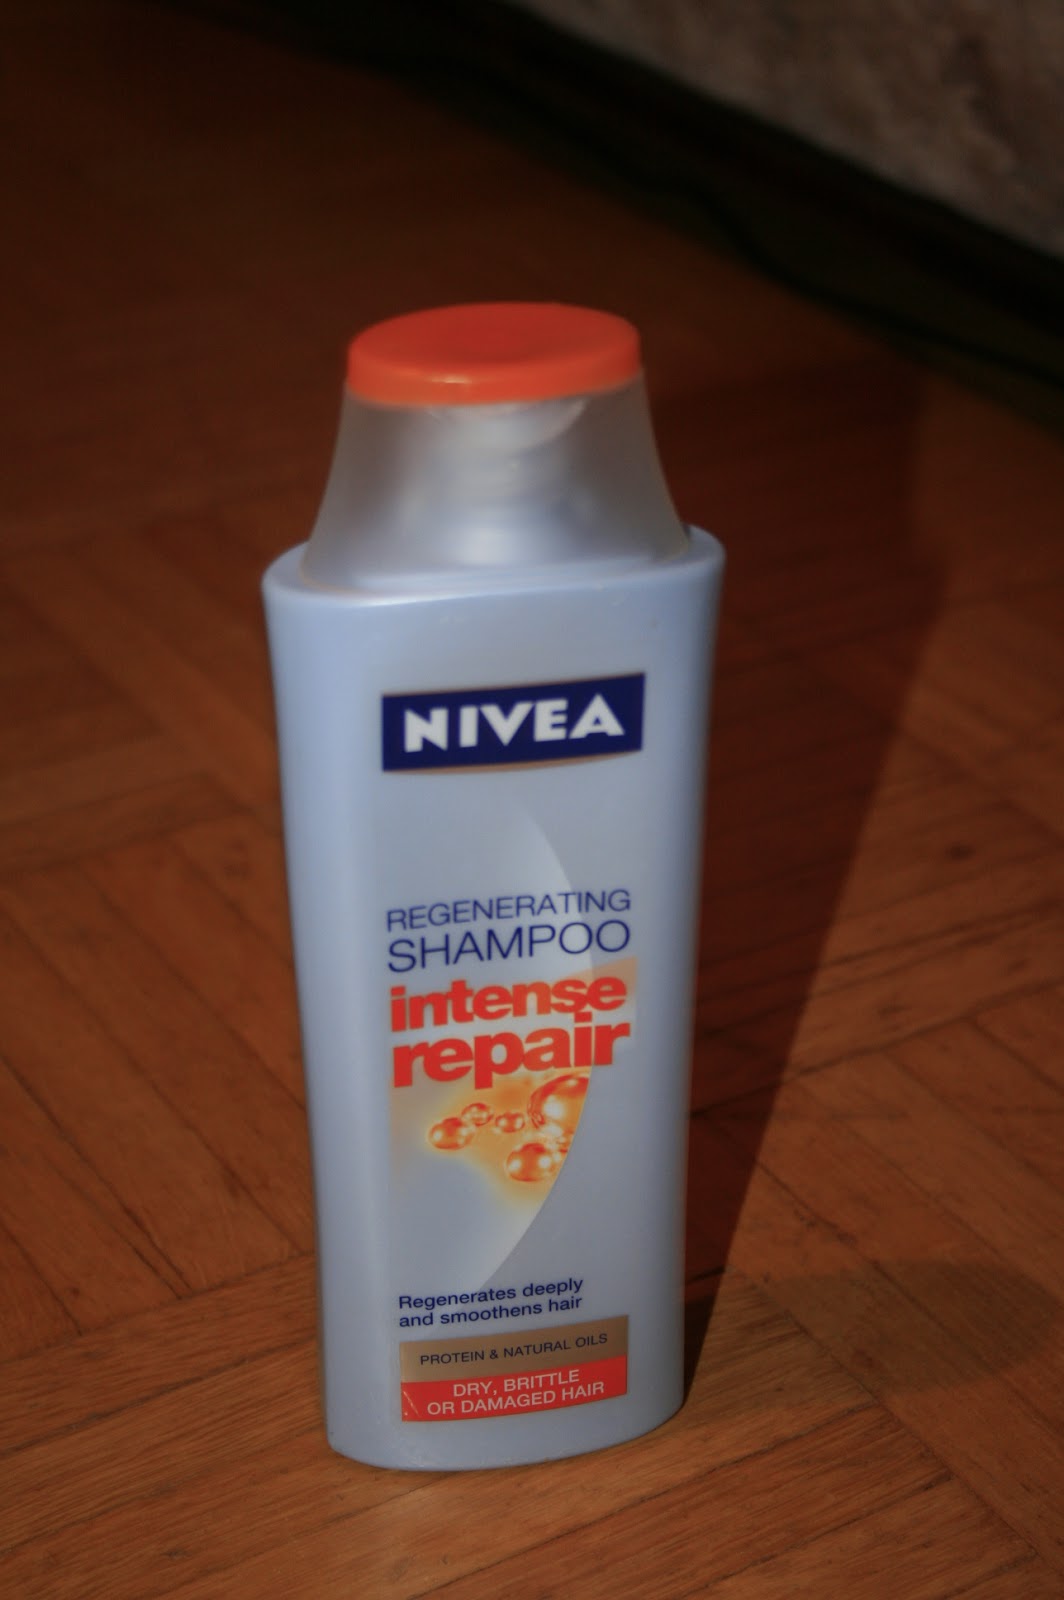 NIVEA
REGENERATING
SHAMPOO
intense
repair
Regenerates deeply
and smoothens hair
PROTEIN & NATURAL OILS
DRY, BRITTLE
OR DAMAGED HAIR